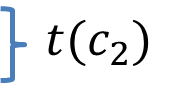 } t(c₂)